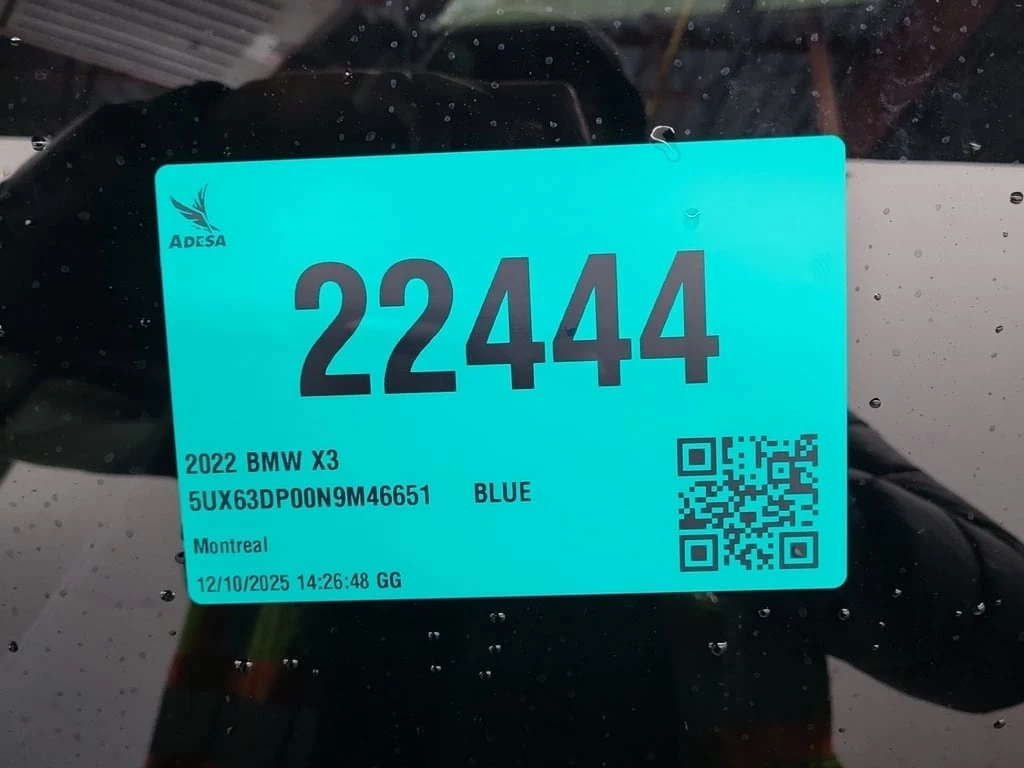 ADESA
22444
2022 BMW X3
5UX63DP00N9M46651 BLUE
Montreal
12/10/2025 14:26:48 GG